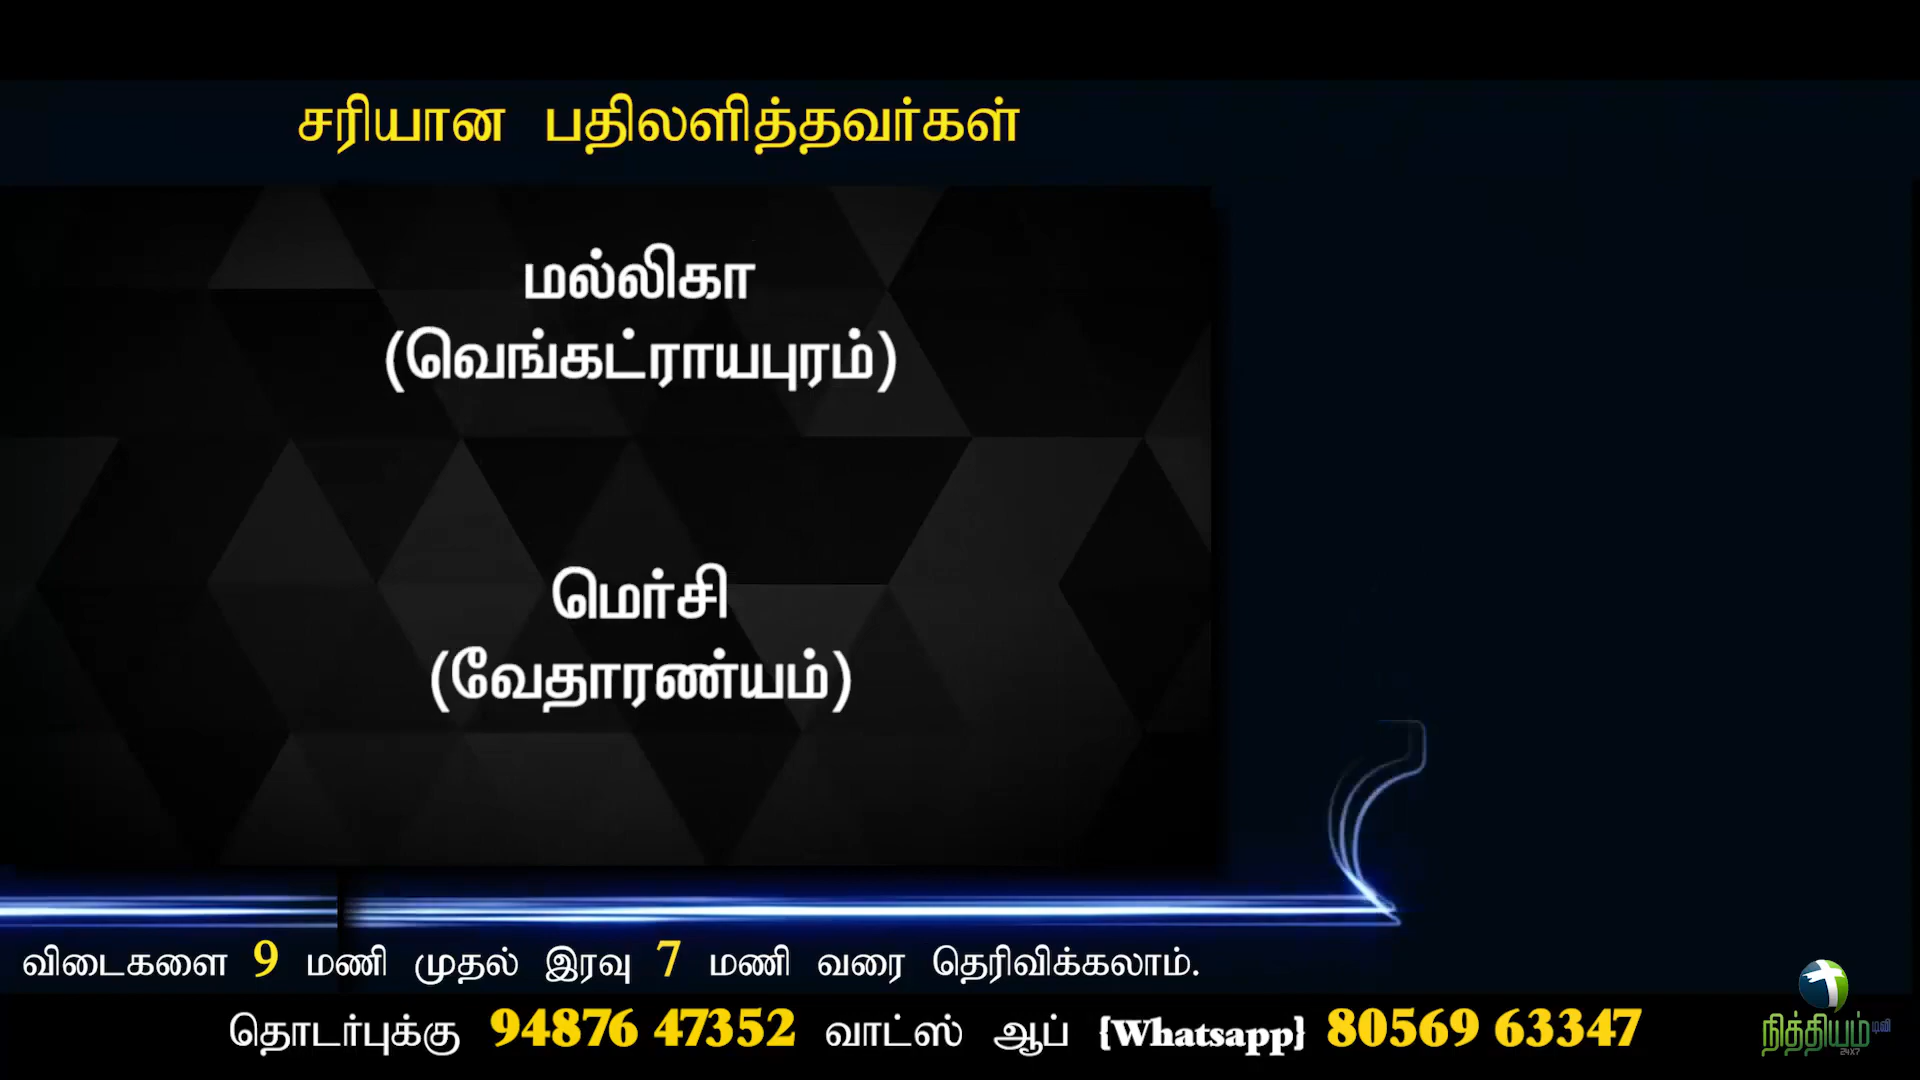 சரியான பதிலளித்தவர்கள்
மல்லிகா
(வெங்கட்ராயபுரம்)
மெர்சி
(வேதாரண்யம்)
விடைகளை 9 மணி முதல் இரவு 7 மணி வரை தெரிவிக்கலாம்.
தொடர்புக்கு 94876 47352 வாட்ஸ் ஆப் {Whatsapp} 80569 63347
நித்தியம் டிவி
24X7